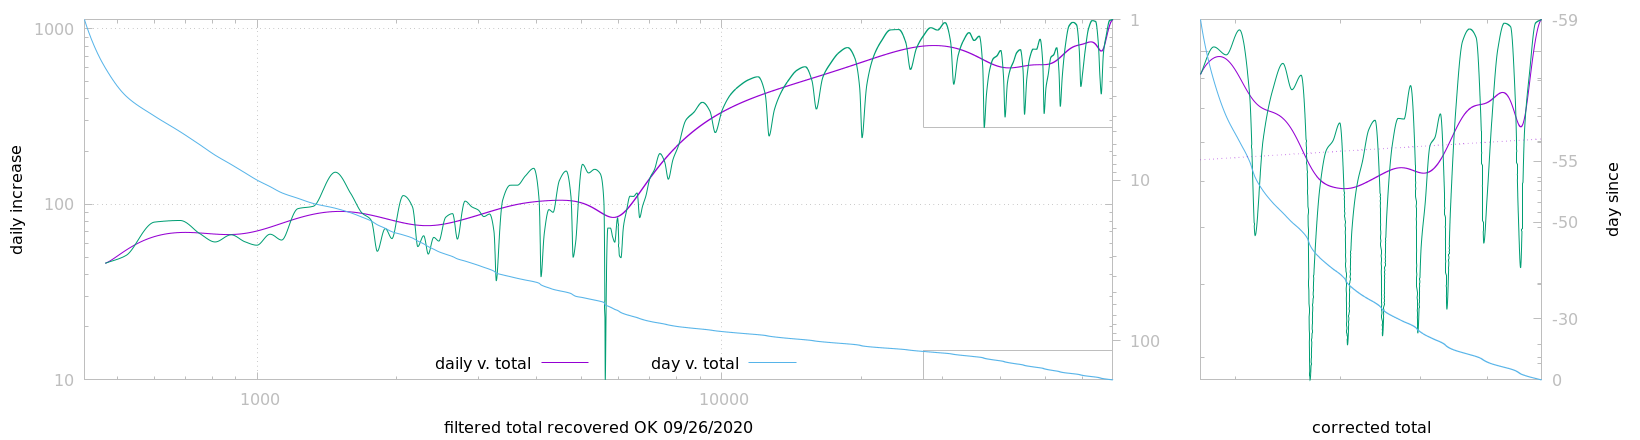 1000
100
10
daily increase
1000
10000
1
10
100
daily v. total
day v. total
filtered total recovered OK 09/26/2020
-59
-55
-50
-30
0
day since
corrected total